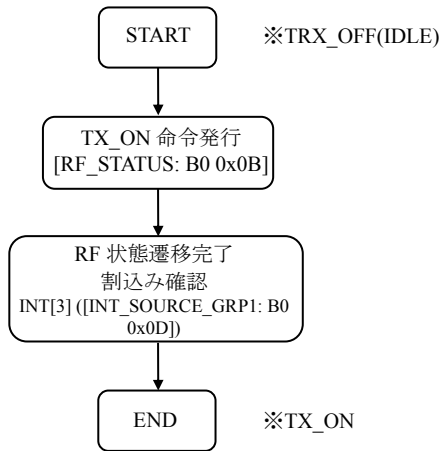 START ※TRX_OFF(IDLE)
TX_ON 命令発行
[RF_STATUS: B0 0x0B]
RF 状態遷移完了
割込み確認
INT[3] ([INT_SOURCE_GRP1: B0
0x0D])
END ※TX_ON